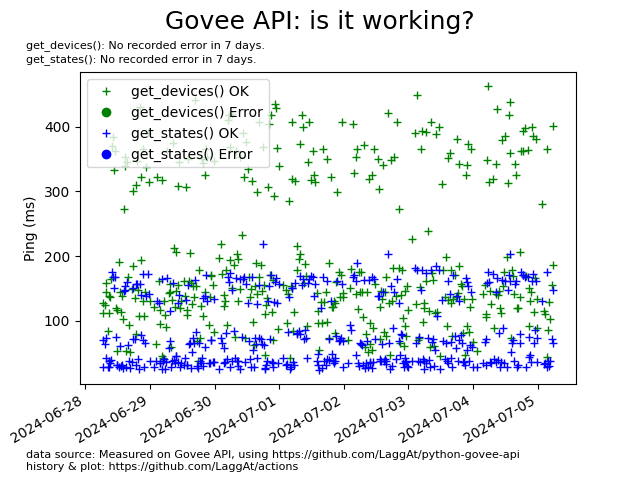 Govee API: is it working?
get_devices(): No recorded error in 7 days.
get_states(): No recorded error in 7 days.
get_devices() OK
get_devices() Error
get_states() OK
get_states() Error
Ping (ms)
400
300
200
100
2024-06-28
2024-06-29
2024-06-30
2024-07-01
2024-07-02
2024-07-03
2024-07-04
2024-07-05
data source: Measured on Govee API, using https://github.com/LaggAt/python-govee-api
history & plot: https://github.com/LaggAt/actions